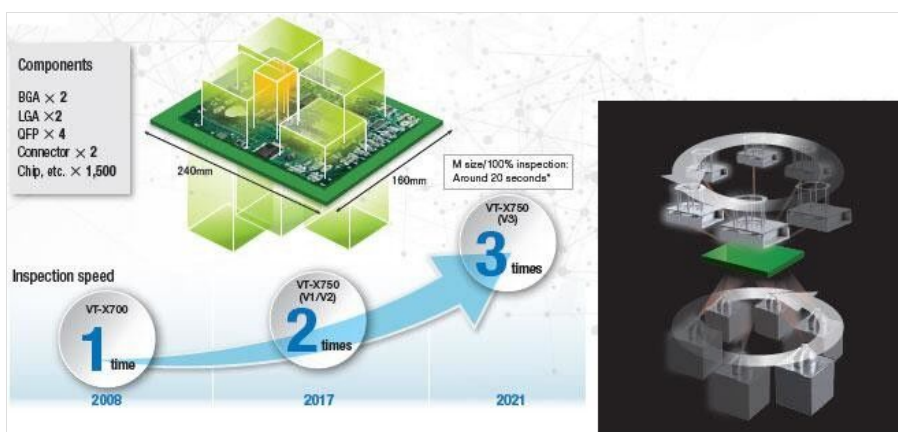 Components
BGA × 2
LGA ×2
QFP × 4
Connector × 2
Chip, etc. × 1,500
240mm
160mm
M size/100% inspection:
Around 20 seconds*
Inspection speed
VT-X700
1 time
VT-X750
(V1/V2)
2 times
VT-X750
(V3)
3 times
2008
2017
2021